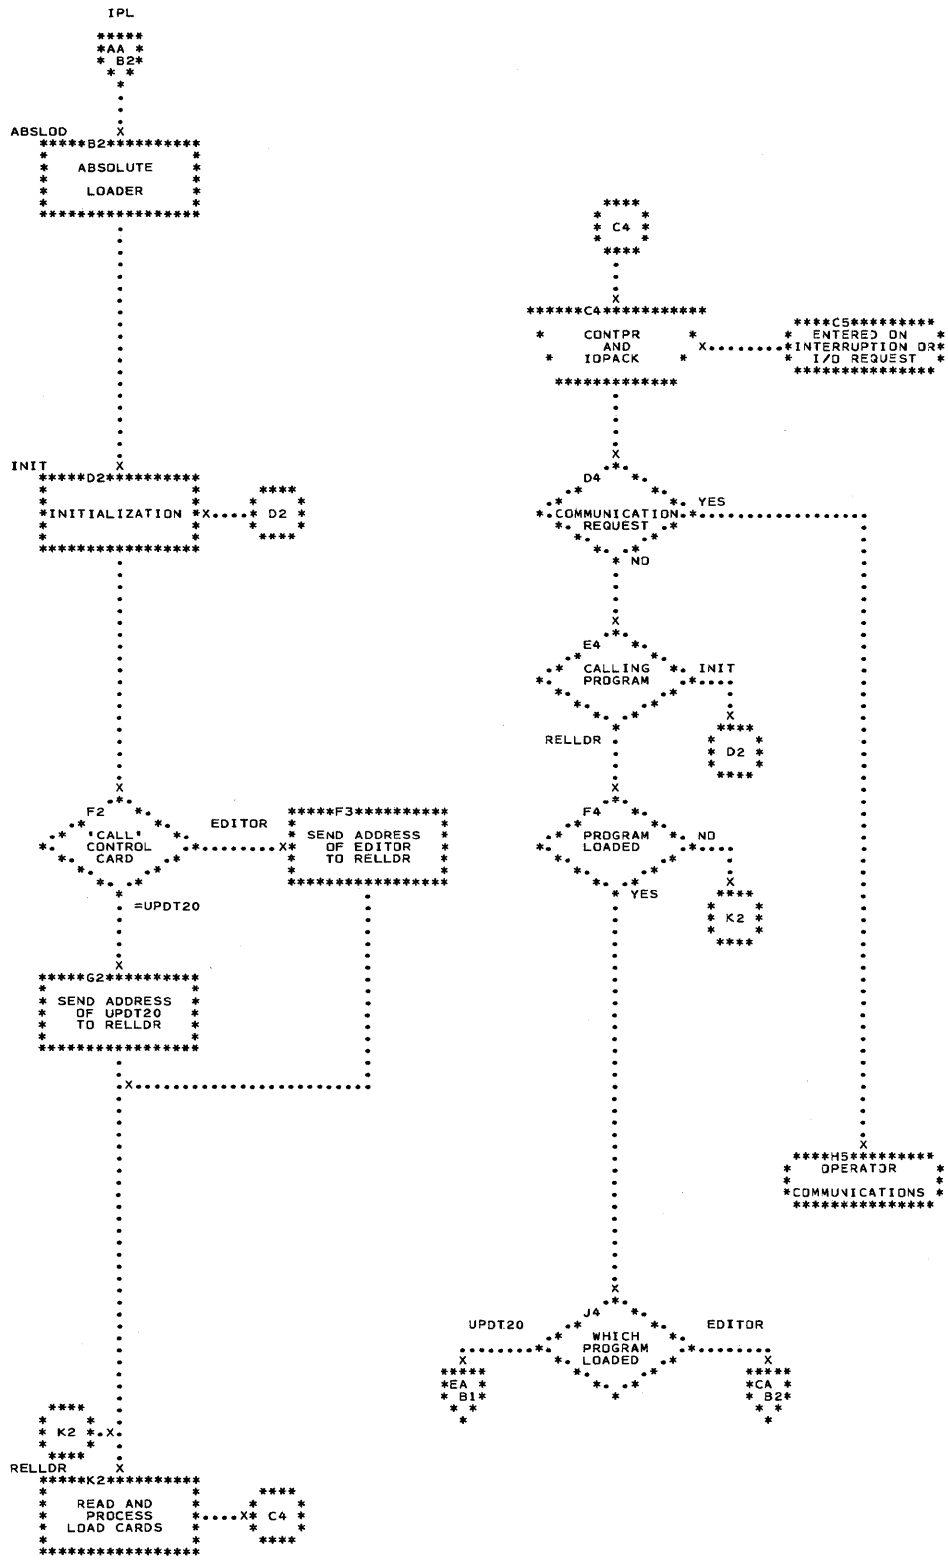 IPL
AA
B2
ABSLOD
B2
ABSOLUTE
LOADER
INIT
D2
INITIALIZATION
D2
F2
'CALL'
CONTROL
CARD
EDITOR
=UPDT20
F3
SEND ADDRESS
OF EDITOR
TO RELLDR
G2
SEND ADDRESS
OF UPDT20
TO RELLDR
K2
RELLDR
K2
READ AND
PROCESS
LOAD CARDS
C4
C4
C4
CONTPR
AND
IOPACK
C5
ENTERED ON
INTERRUPTION OR
I/O REQUEST
D4
COMMUNICATION
REQUEST
YES
NO
E4
CALLING
PROGRAM
INIT
D2
RELLDR
F4
PROGRAM
LOADED
NO
K2
YES
H5
OPERATOR
COMMUNICATIONS
J4
WHICH
PROGRAM
LOADED
UPDT20
EA
B1
EDITOR
CA
B2